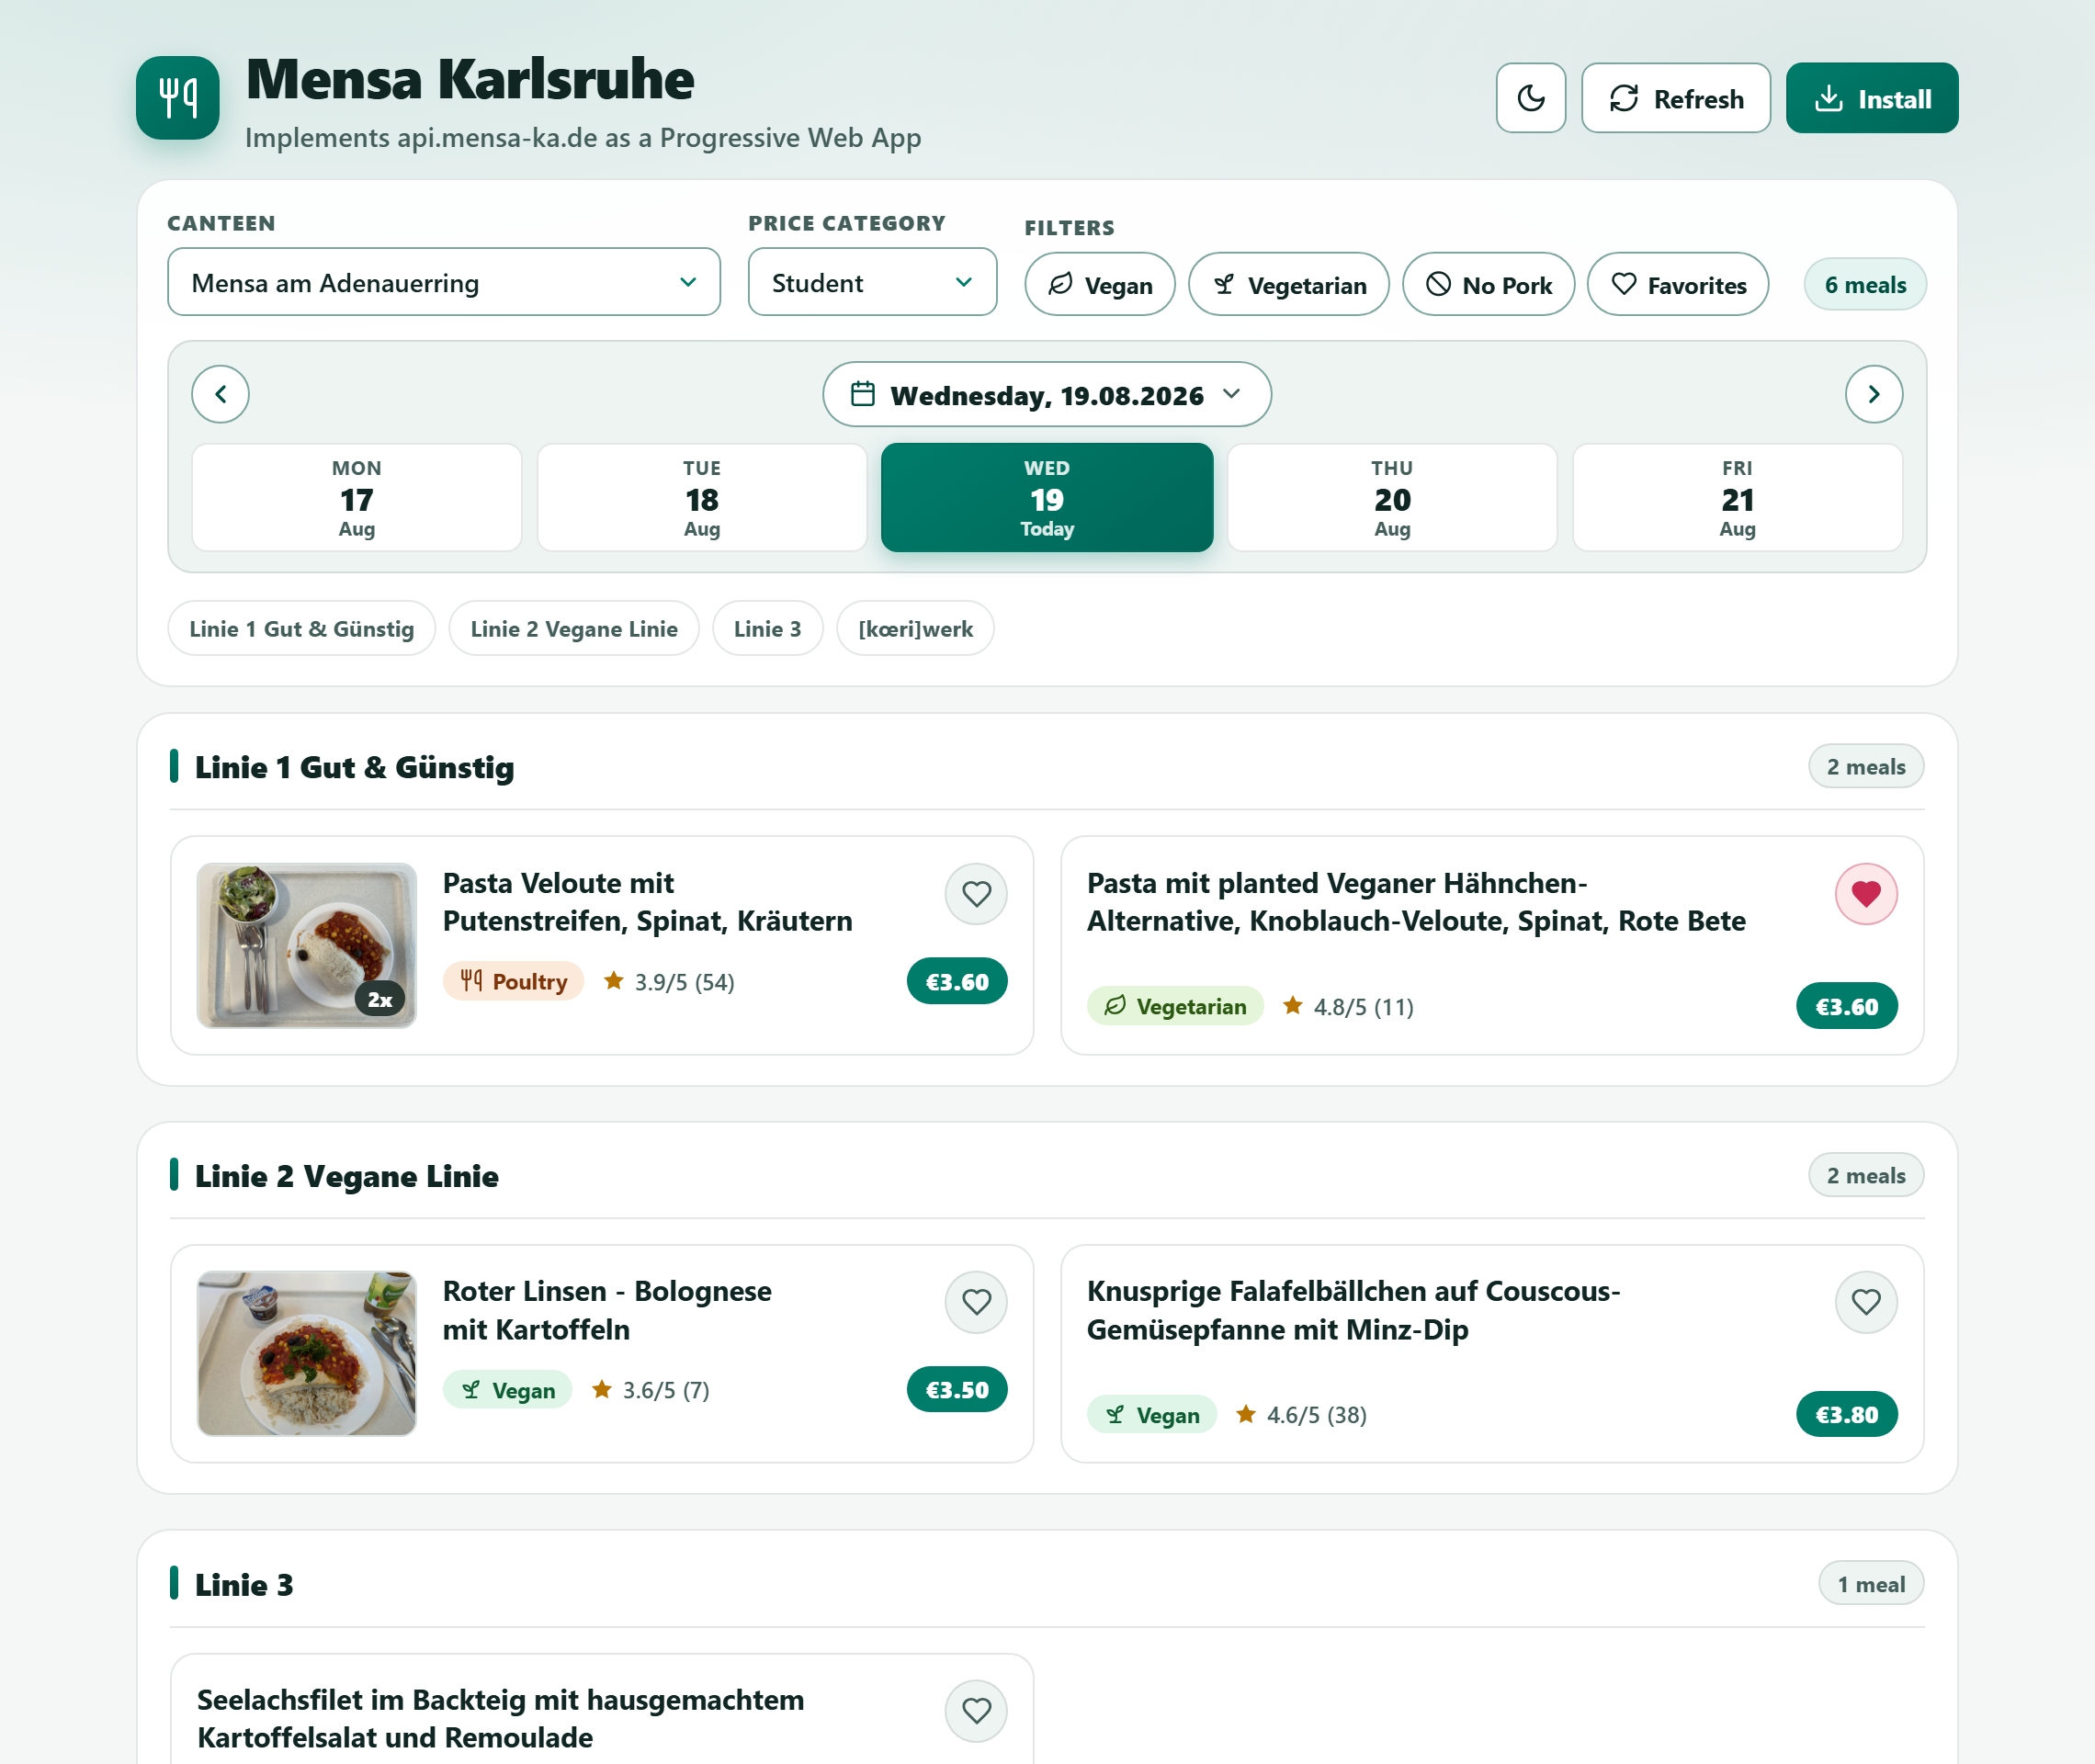 Mensa Karlsruhe
Implements api.mensa-ka.de as a Progressive Web App
Refresh
Install
CANTEEN
PRICE CATEGORY
FILTERS
Mensa am Adenauerring
Student
Vegan
Vegetarian
No Pork
Favorites
6 meals
Wednesday, 19.08.2026
MON
17
Aug
TUE
18
Aug
WED
19
Today
THU
20
Aug
FRI
21
Aug
Linie 1 Gut & Günstig
Linie 2 Vegane Linie
Linie 3
[kœri]werk
Linie 1 Gut & Günstig
2 meals
2x
Pasta Veloute mit
Putenstreifen, Spinat, Kräutern
Poultry
3.9/5 (54)
€3.60
Pasta mit planted Veganer Hähnchen-
Alternative, Knoblauch-Veloute, Spinat, Rote Bete
Vegetarian
4.8/5 (11)
€3.60
Linie 2 Vegane Linie
2 meals
Roter Linsen - Bolognese
mit Kartoffeln
Vegan
3.6/5 (7)
€3.50
Knusprige Falafelbällchen auf Couscous-
Gemüsepfanne mit Minz-Dip
Vegan
4.6/5 (38)
€3.80
Linie 3
1 meal
Seelachsfilet im Backteig mit hausgemachtem
Kartoffelsalat und Remoulade